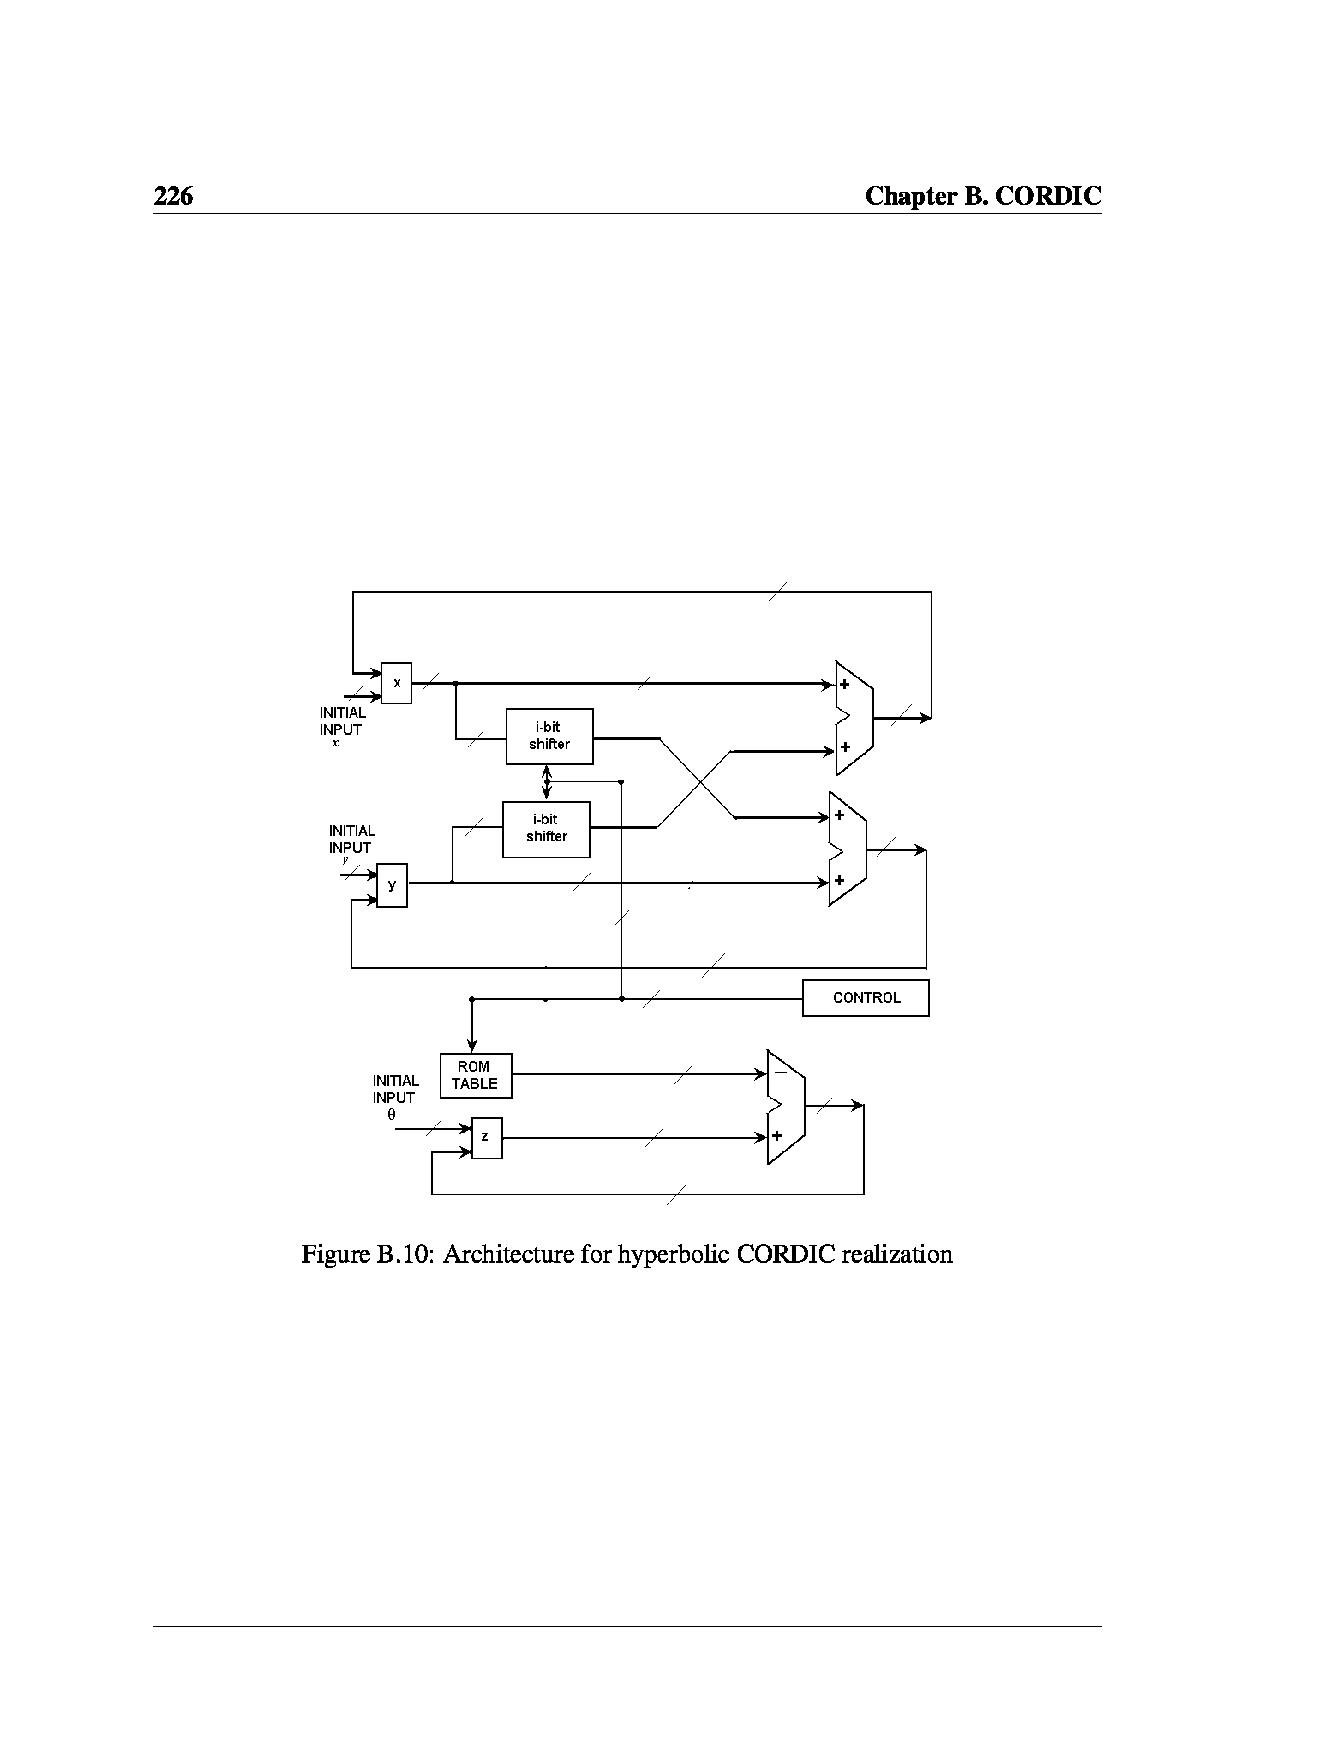 226 Chapter B. CORDIC
x
+
INITIAL
INPUT
x
i-bit
shifter
+
i-bit
shifter
+
INITIAL
INPUT
y
y
+
CONTROL
ROM
TABLE
−
INITIAL
INPUT
θ
z
+
Figure B.10: Architecture for hyperbolic CORDIC realization